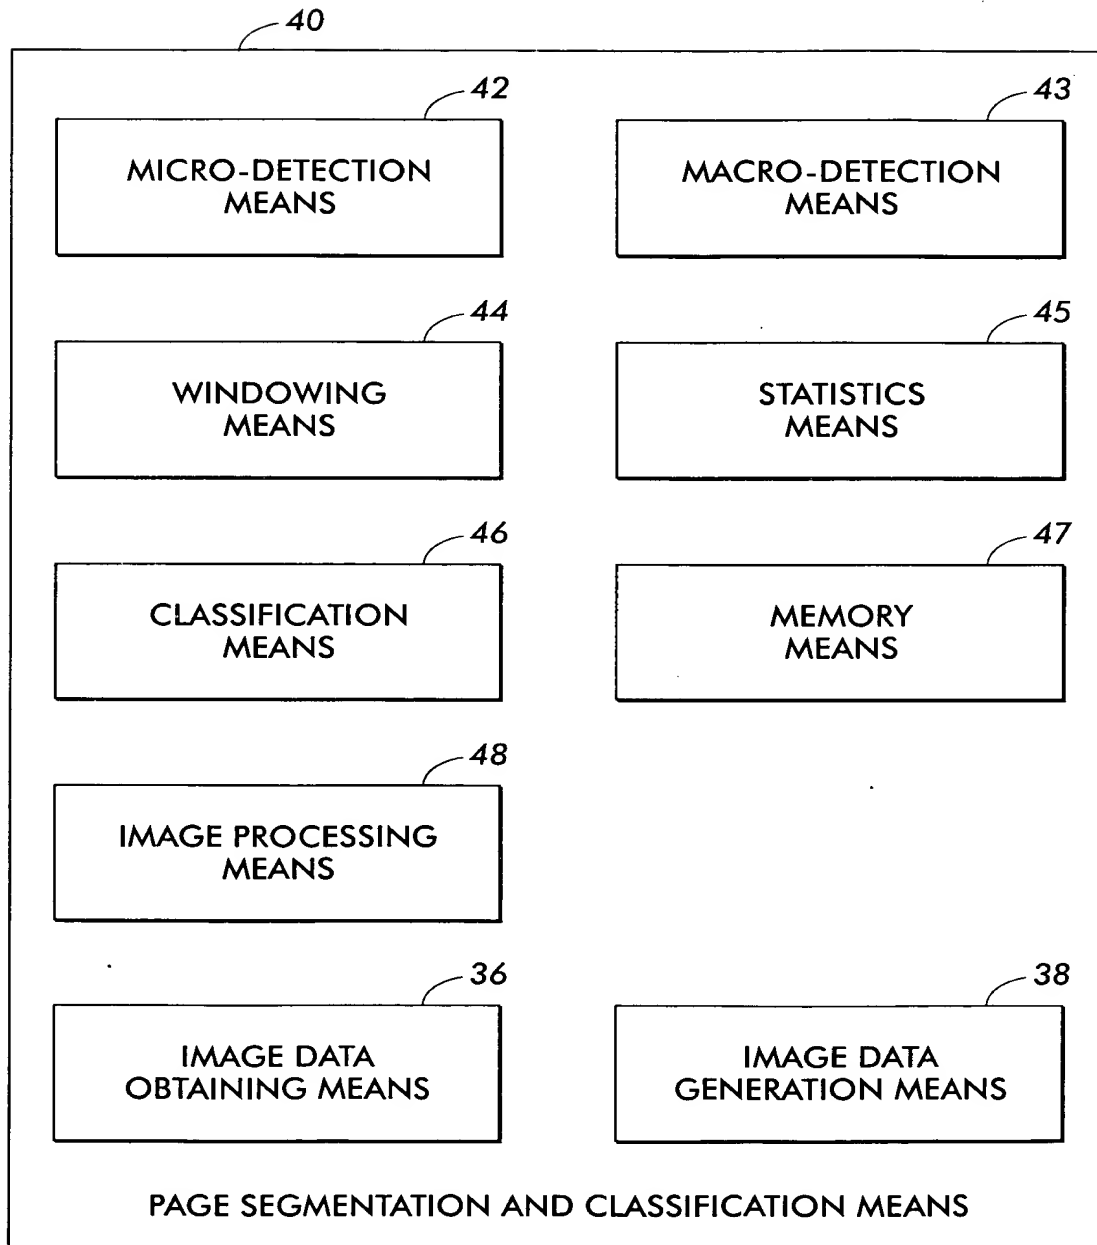 40
42
43
MICRO-DETECTION
MEANS
MACRO-DETECTION
MEANS
44
45
WINDOWING
MEANS
STATISTICS
MEANS
46
47
CLASSIFICATION
MEANS
MEMORY
MEANS
48
IMAGE PROCESSING
MEANS
36
38
IMAGE DATA
OBTAINING MEANS
IMAGE DATA
GENERATION MEANS
PAGE SEGMENTATION AND CLASSIFICATION MEANS